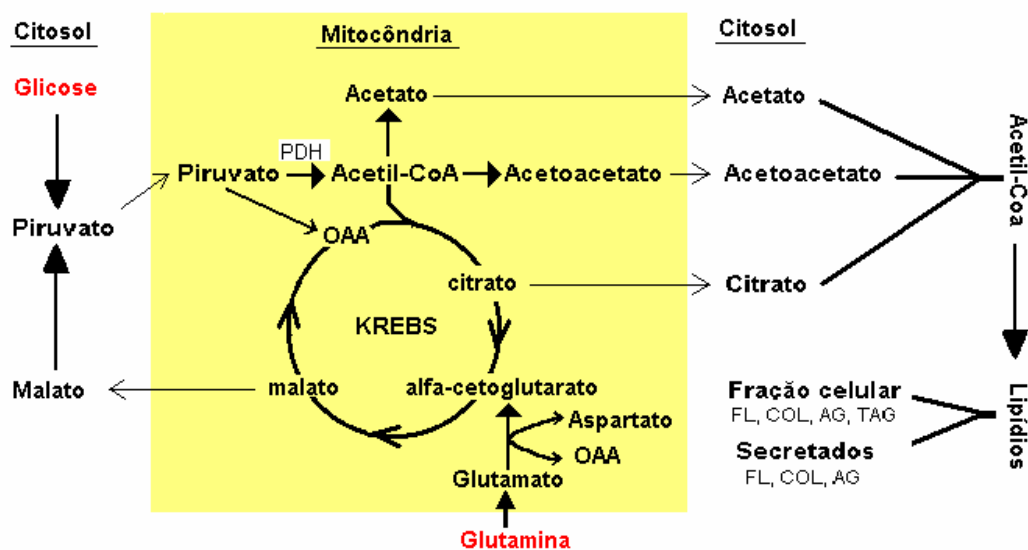 Citosol
Mitocôndria
Citosol
Glicose
Acetato
Acetato
PDH
Piruvato
Acetil-CoA
Acetoacetato
Acetoacetato
Acetil-Coa
Piruvato
OAA
citrato
Citrato
KREBS
Malato
malato
alfa-cetoglutarato
Fração celular
FL, COL, AG, TAG
Lipídios
Aspartato
OAA
Secretados
FL, COL, AG
Glutamato
Glutamina